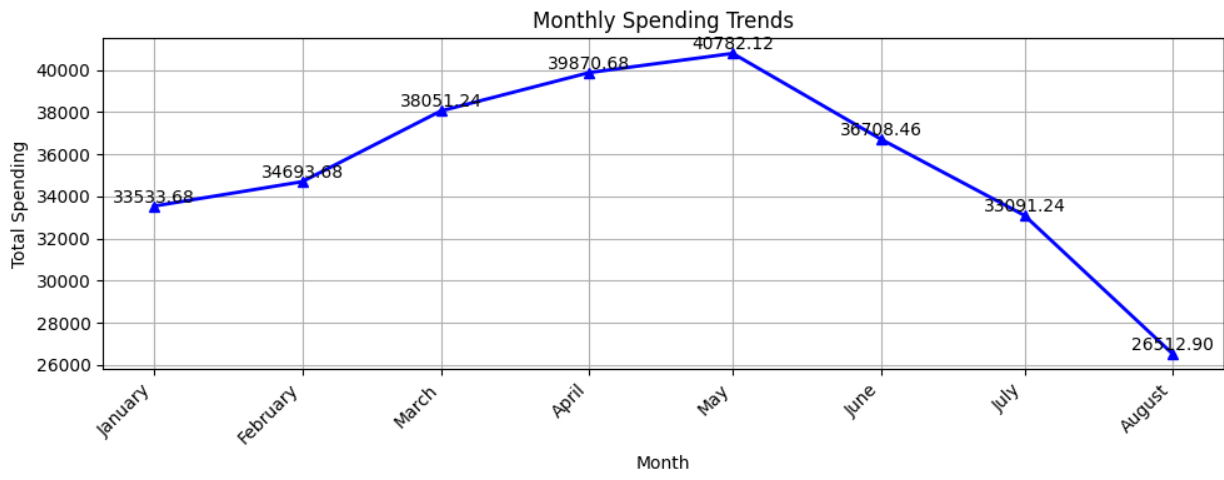 Monthly Spending Trends
Total Spending
40000
38000
36000
34000
32000
30000
28000
26000
33533.68
34693.68
38051.24
39870.68
40782.12
36708.46
33091.24
26512.90
January
February
March
April
May
June
July
August
Month